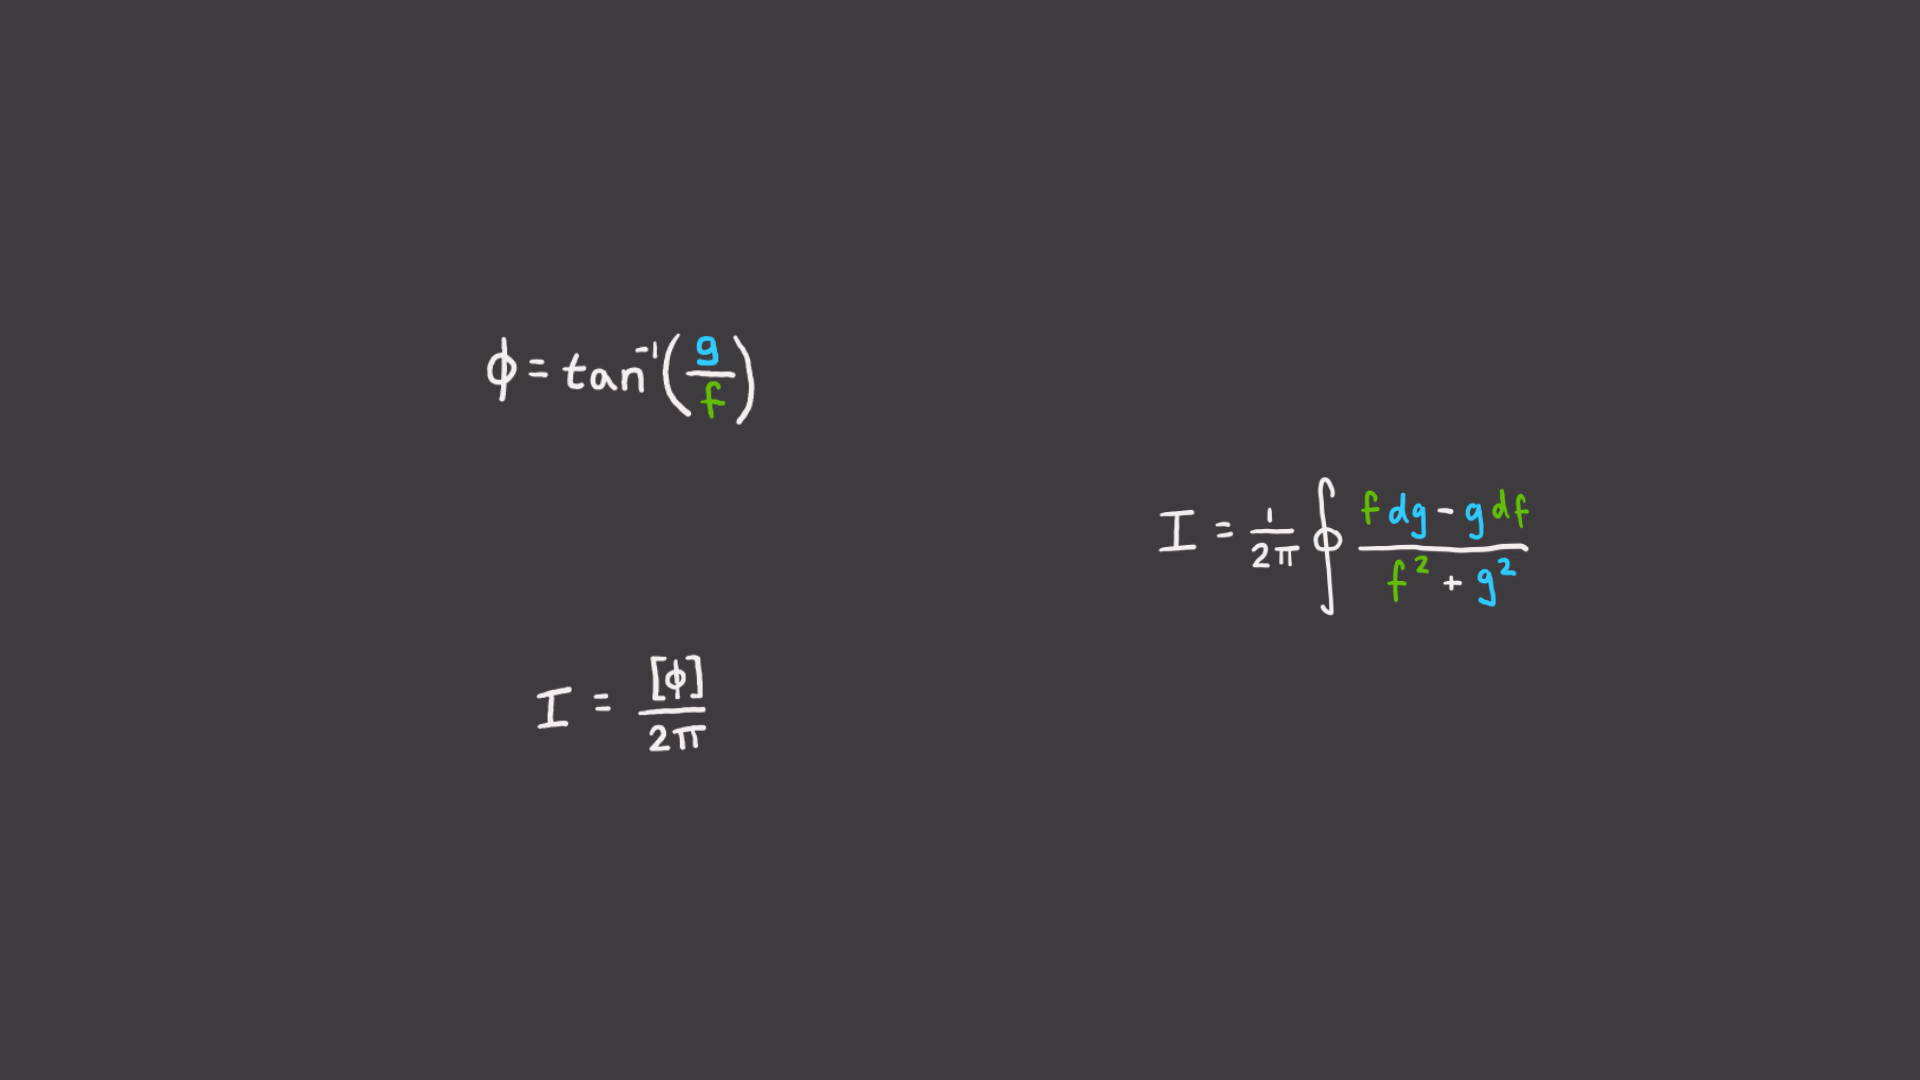 ϕ = tan⁻¹(g/f)
I = [ϕ]/2π
I = 1/2π ∮ (f dg - g df)/(f² + g²)